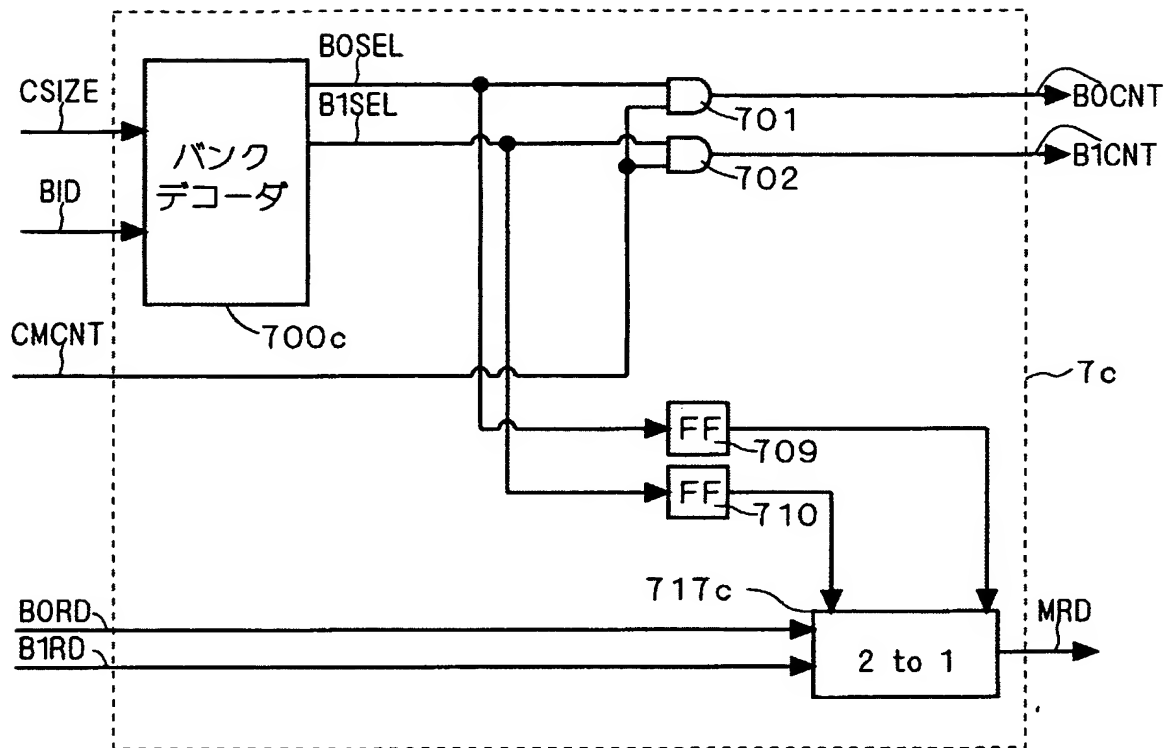 B0SEL
CSIZE
B1SEL
701
B0CNT
バンク
デコーダ
702
B1CNT
BID
CMCNT
700c
7c
FF
709
FF
710
717c
B0RD
MRD
B1RD
2 to 1